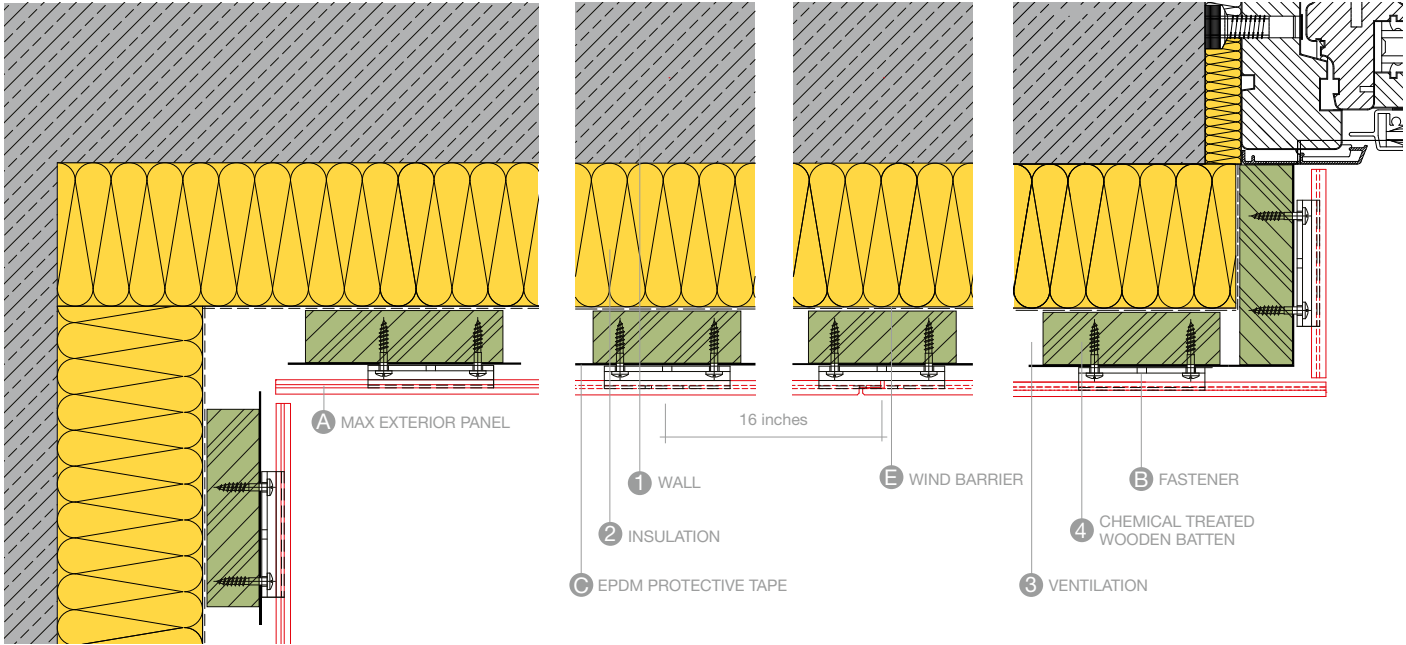 A MAX EXTERIOR PANEL
16 inches
1 WALL
E WIND BARRIER
B FASTENER
2 INSULATION
4 CHEMICAL TREATED
WOODEN BATTEN
C EPDM PROTECTIVE TAPE
3 VENTILATION